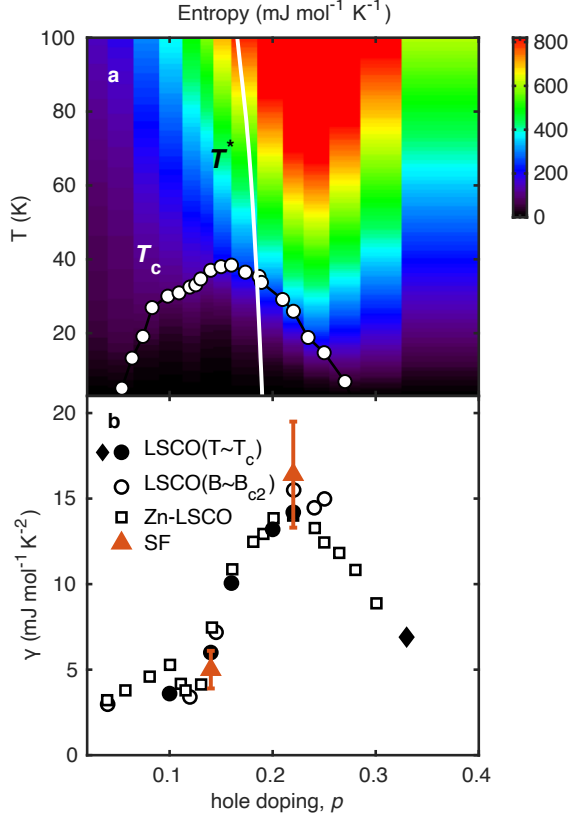 Entropy (mJ mol⁻¹ K⁻¹)
100
80
60
40
20
T (K)
a
T*
Tc
800
600
400
200
0
20
15
10
5
0
γ (mJ mol⁻¹ K⁻²)
b
LSCO(T~Tc)
LSCO(B~Bc2)
Zn-LSCO
SF
0.1 0.2 0.3 0.4
hole doping, p